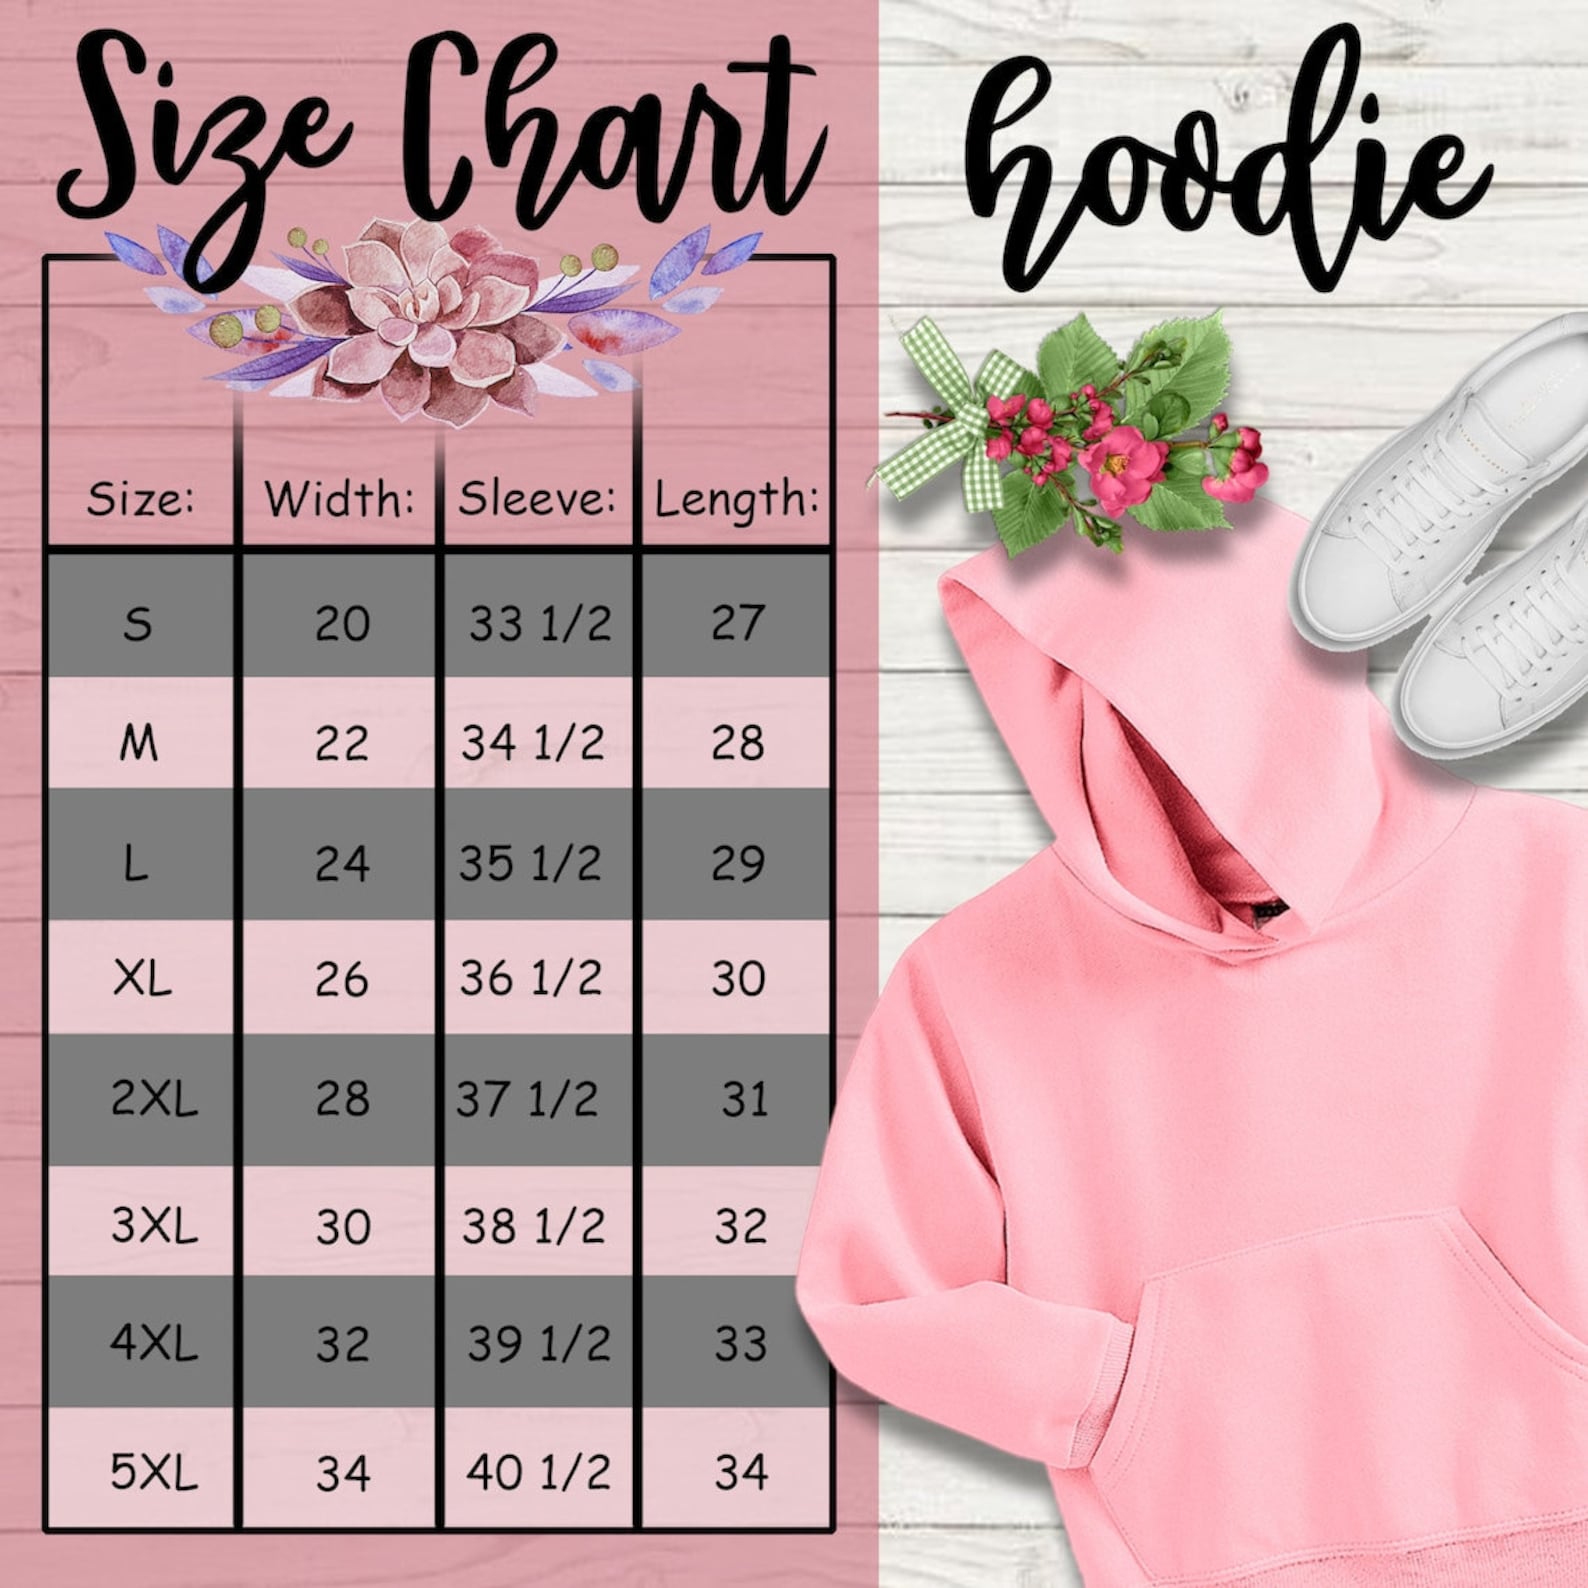 Size Chart
hoodie
Size: Width: Sleeve: Length:
S 20 33 1/2 27
M 22 34 1/2 28
L 24 35 1/2 29
XL 26 36 1/2 30
2XL 28 37 1/2 31
3XL 30 38 1/2 32
4XL 32 39 1/2 33
5XL 34 40 1/2 34